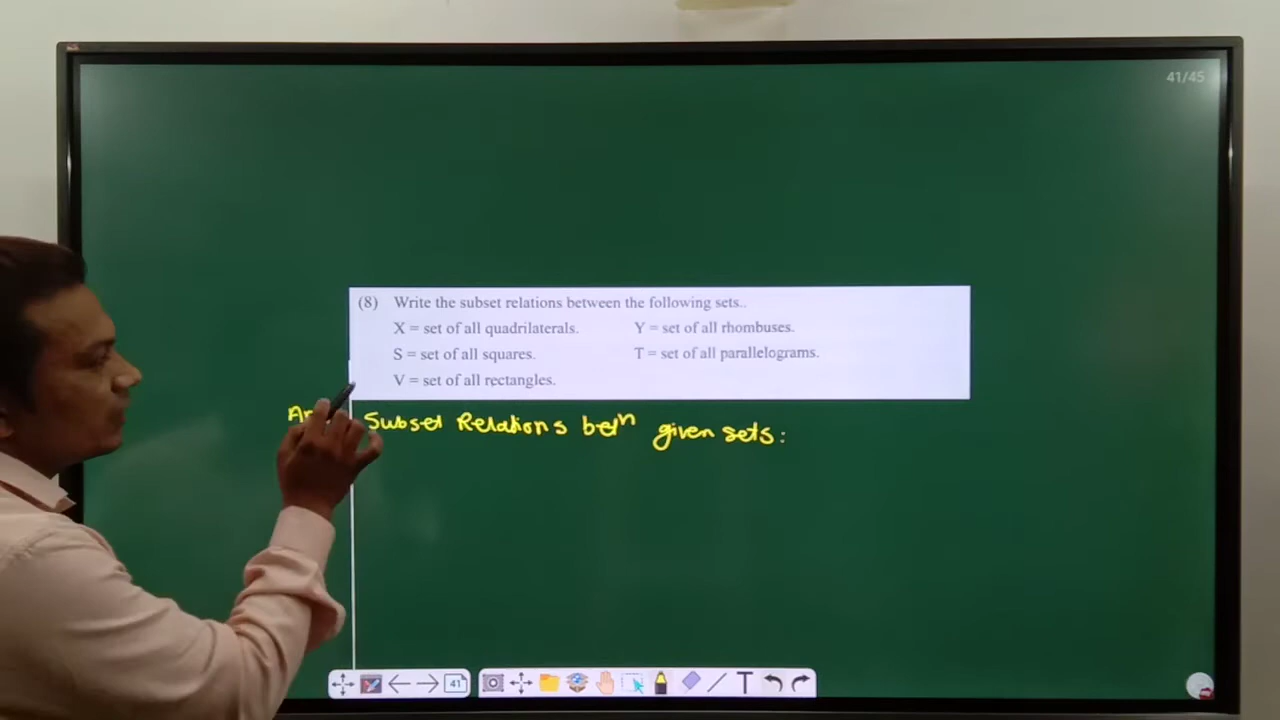 41/45
(8) Write the subset relations between the following sets..
X = set of all quadrilaterals. Y = set of all rhombuses.
S = set of all squares. T = set of all parallelograms.
V = set of all rectangles.
Subset Relations betn given sets:
41
T